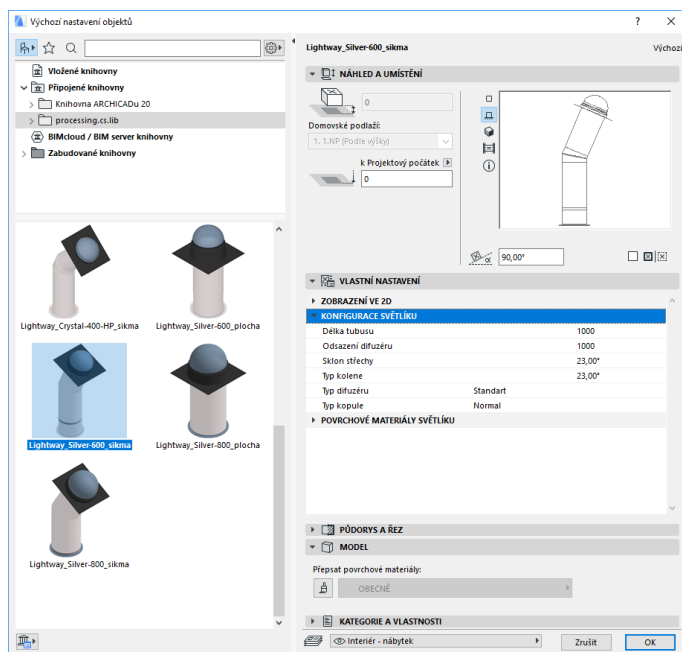 Výchozí nastavení objektů
Vložené knihovny
Připojené knihovny
Knihovna ARCHICADu 20
processing.cs.lib
BIMcloud / BIM server knihovny
Zabudované knihovny
Lightway_Crystal-400-HP_sikma
Lightway_Silver-600_plocha
Lightway_Silver-600_sikma
Lightway_Silver-800_plocha
Lightway_Silver-800_sikma
Lightway_Silver-600_sikma
Výchozí
NÁHLED A UMÍSTĚNÍ
0
Domovské podlaží:
1. 1.NP (Podle výšky)
k Projektový počátek
0
α
90,00°
VLASTNÍ NASTAVENÍ
ZOBRAZENÍ VE 2D
KONFIGURACE SVĚTLÍKU
Délka tubusu 1000
Odsazení difuzéru 1000
Sklon střechy 23,00°
Typ kolene 23,00°
Typ difuzéru Standart
Typ kopule Normal
POVRCHOVÉ MATERIÁLY SVĚTLÍKU
PŮDORYS A ŘEZ
MODEL
Přepsat povrchové materiály:
OBECNÉ
KATEGORIE A VLASTNOSTI
Interiér - nábytek
Zrušit
OK